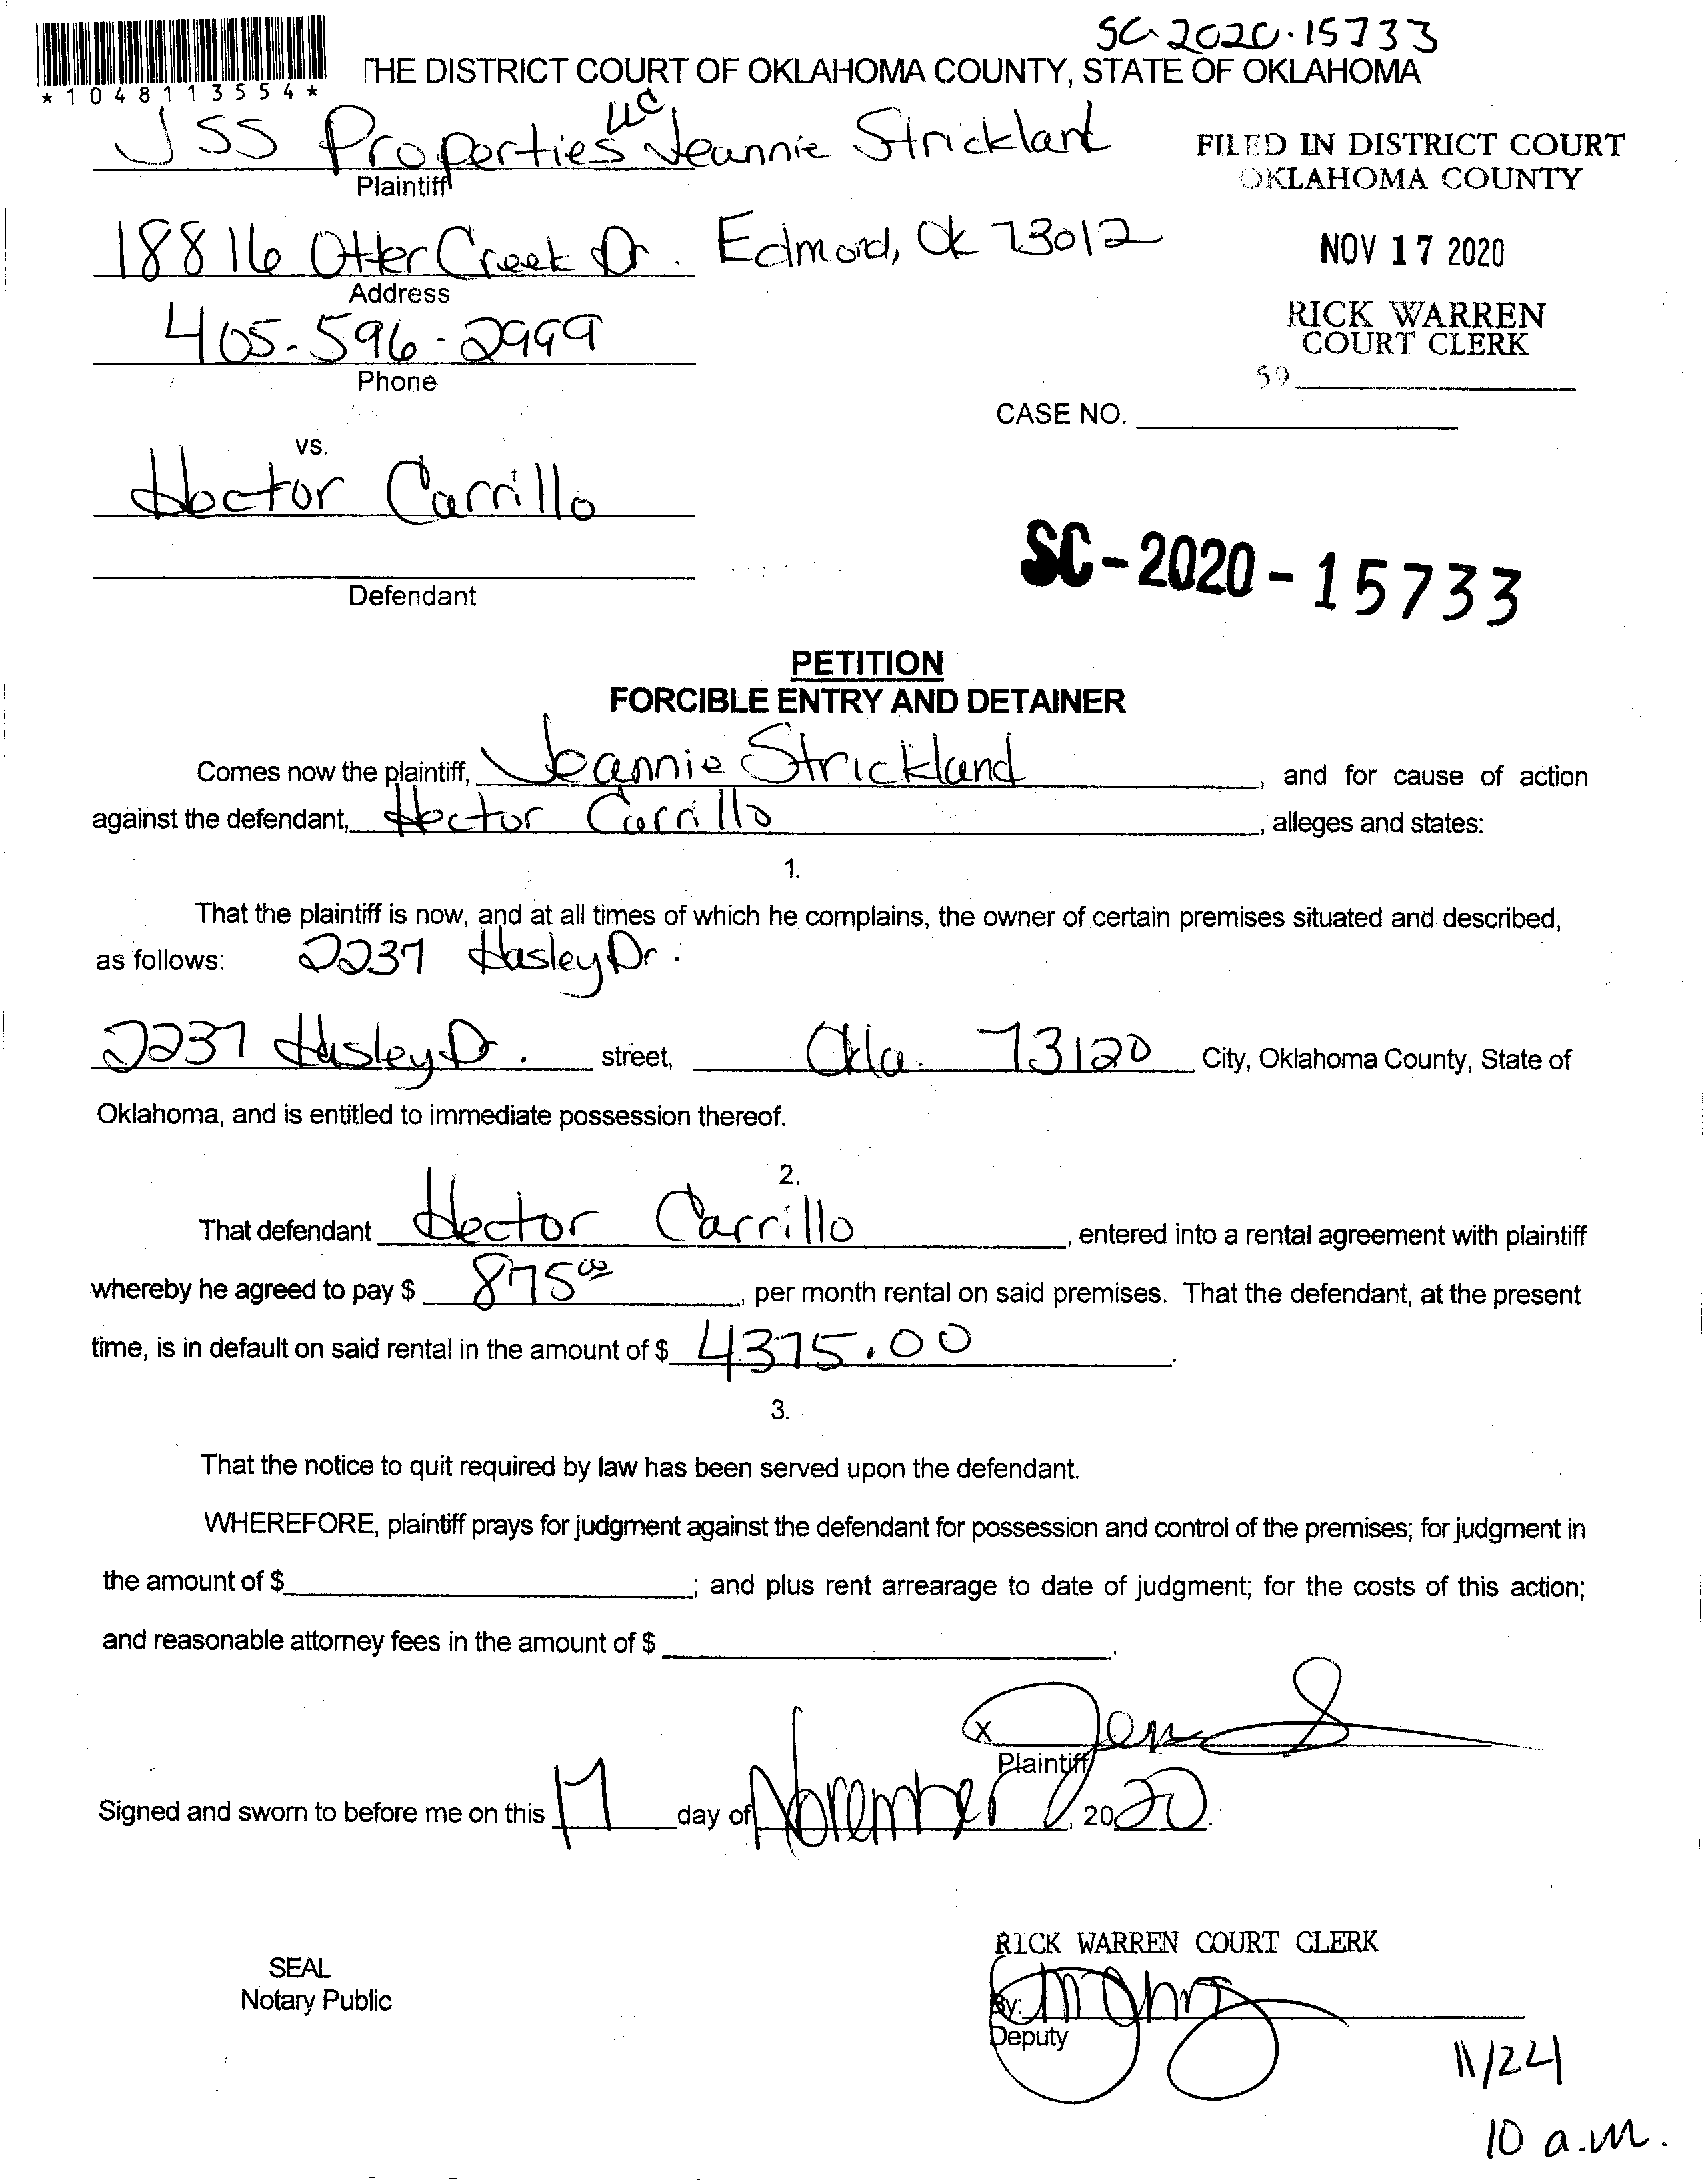 SC-2020-15733
THE DISTRICT COURT OF OKLAHOMA COUNTY, STATE OF OKLAHOMA
*1048113554*
JSS Properties LLC Jeannie Strickland
Plaintiff
FILED IN DISTRICT COURT
OKLAHOMA COUNTY
18816 Otter Creek Dr. Edmond, Ok 73012
Address
NOV 17 2020
405-596-2999
Phone
RICK WARREN
COURT CLERK
59
CASE NO.
vs.
Hector Carrillo
Defendant
SC-2020-15733
PETITION
FORCIBLE ENTRY AND DETAINER
Comes now the plaintiff, Jeannie Strickland, and for cause of action
against the defendant, Hector Carrillo, alleges and states:
1.
That the plaintiff is now, and at all times of which he complains, the owner of certain premises situated and described,
as follows: 2237 Hasley Dr.
2237 Hasley Dr. street, Okla. 73120 City, Oklahoma County, State of
Oklahoma, and is entitled to immediate possession thereof.
2.
That defendant Hector Carrillo, entered into a rental agreement with plaintiff
whereby he agreed to pay $ 875 00, per month rental on said premises. That the defendant, at the present
time, is in default on said rental in the amount of $ 4375.00.
3.
That the notice to quit required by law has been served upon the defendant.
WHEREFORE, plaintiff prays for judgment against the defendant for possession and control of the premises; for judgment in
the amount of $ ; and plus rent arrearage to date of judgment; for the costs of this action;
and reasonable attorney fees in the amount of $ .
x
Plaintiff
Signed and sworn to before me on this 17 day of November 2020.
RICK WARREN COURT CLERK
SEAL
Notary Public
By:
Deputy
11/24
10 a.m.